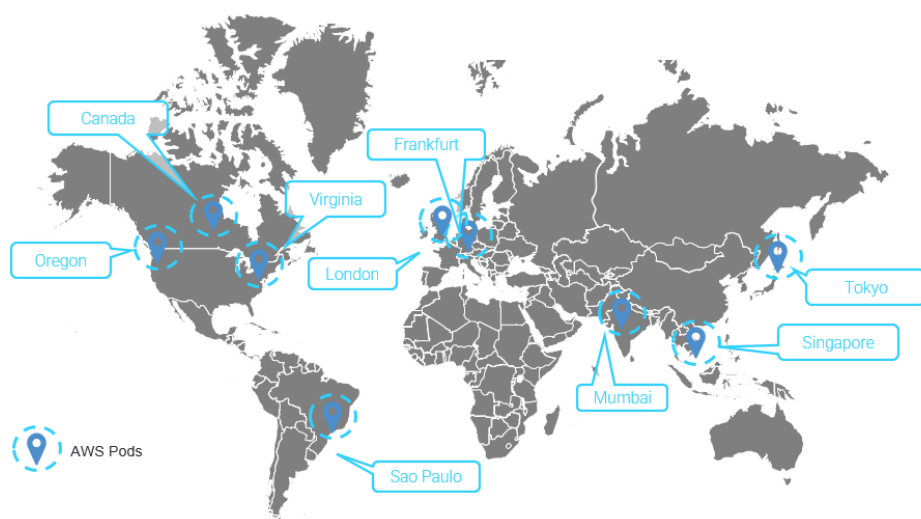 Canada
Frankfurt
Virginia
Oregon
London
Tokyo
Singapore
Mumbai
AWS Pods
Sao Paulo